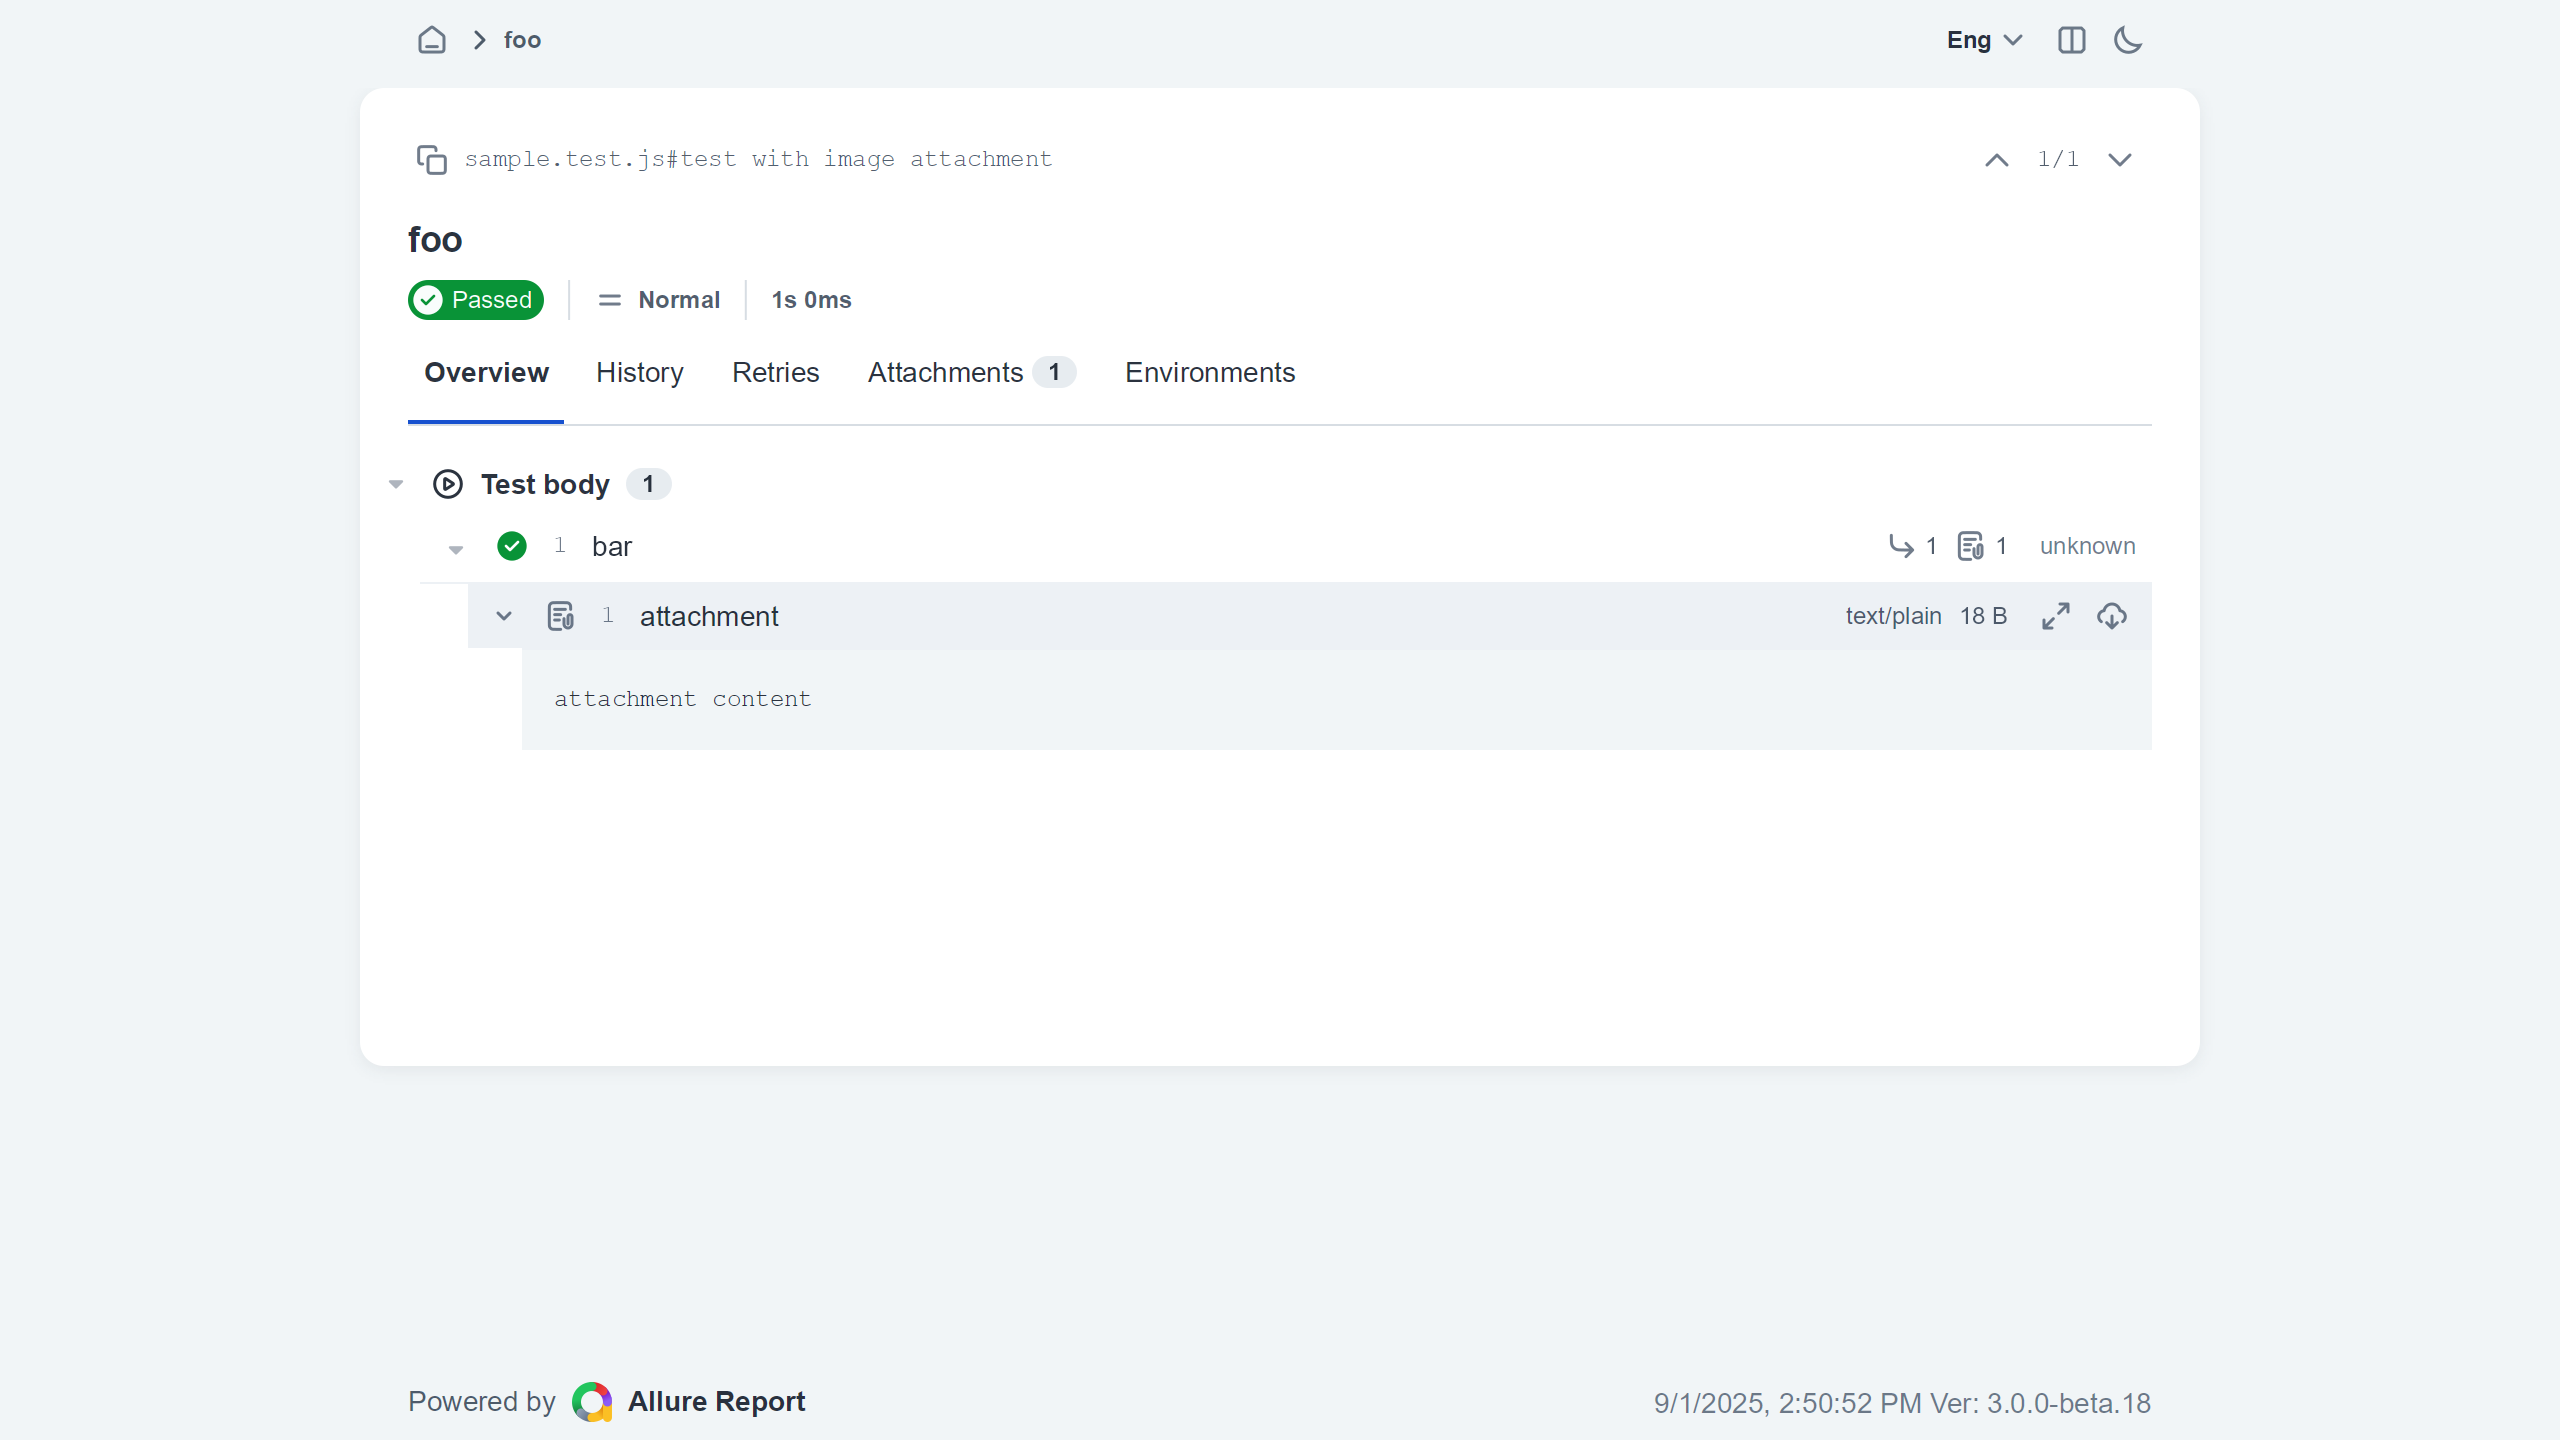 foo
Eng
sample.test.js#test with image attachment
1/1
foo
Passed
Normal
1s 0ms
Overview
History
Retries
Attachments 1
Environments
Test body 1
1 bar
1
1
unknown
1 attachment
text/plain 18 B
attachment content
Powered by Allure Report
9/1/2025, 2:50:52 PM Ver: 3.0.0-beta.18